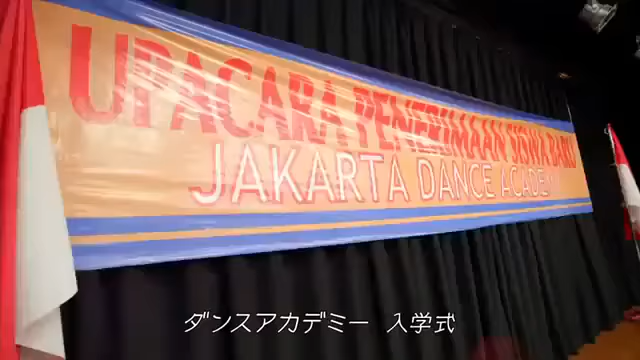 UPACARA PENERIMAAN SISWA BARU
JAKARTA DANCE ACADEMY
ダンスアカデミー 入学式